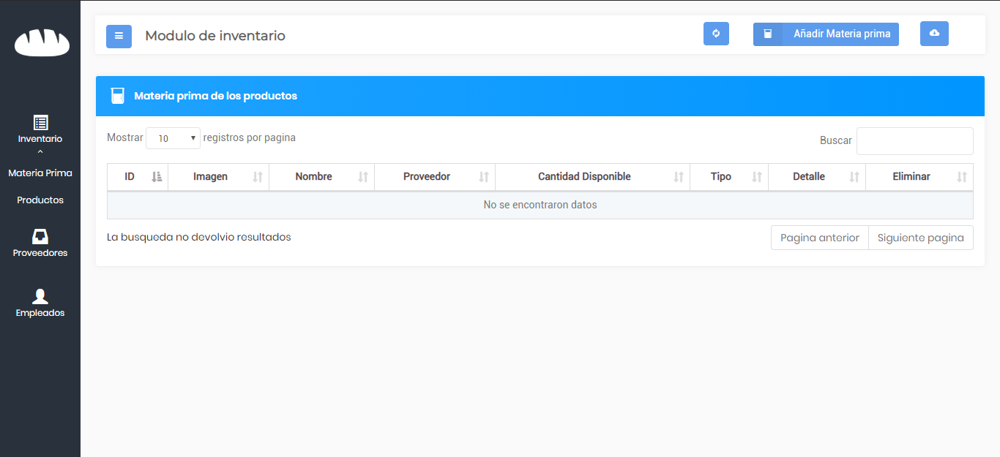 Modulo de inventario
Añadir Materia prima
Inventario
Materia Prima
Productos
Proveedores
Empleados
Materia prima de los productos
Mostrar 10 registros por pagina
Buscar
ID Imagen Nombre Proveedor Cantidad Disponible Tipo Detalle Eliminar
No se encontraron datos
La busqueda no devolvio resultados
Pagina anterior Siguiente pagina